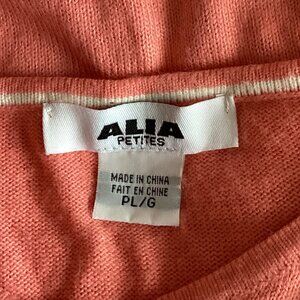 ALIA
PETITES
MADE IN CHINA
FAIT EN CHINE
PL/G